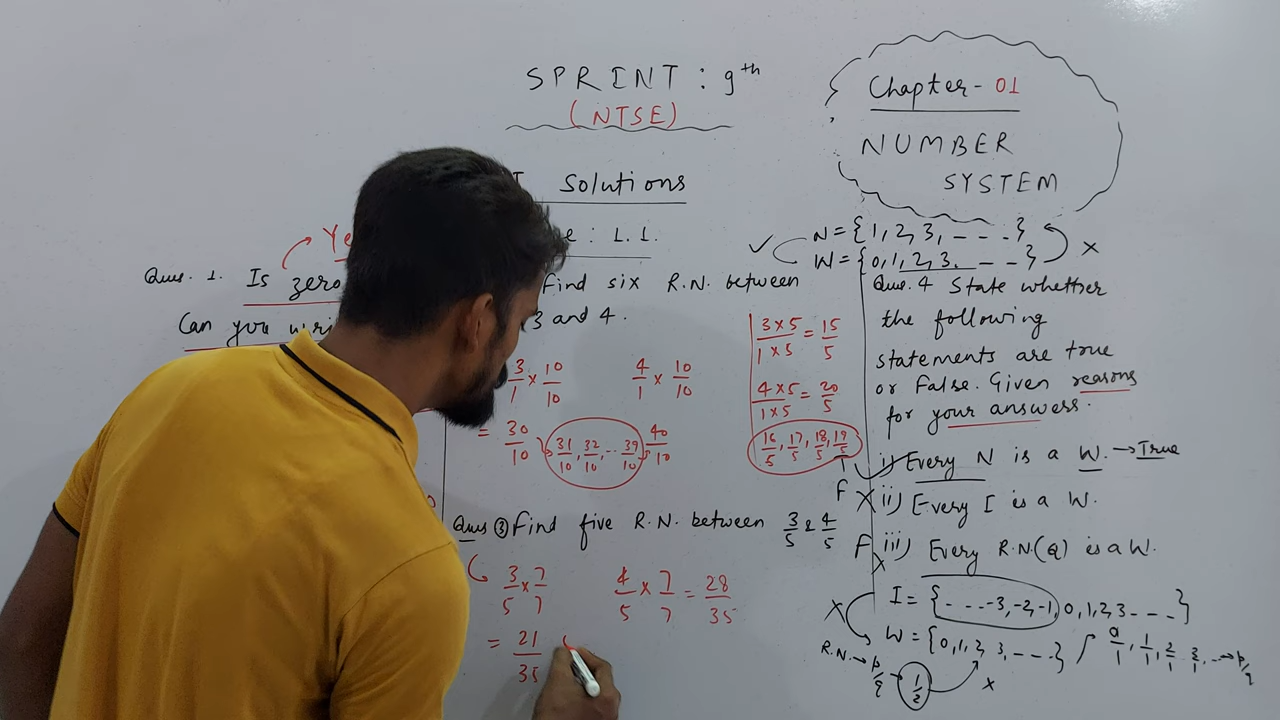 SPRINT : 9th
(NTSE)
Chapter - 01
NUMBER
SYSTEM
Solutions
: 1.1.
Ye
Ques. 1. Is zero
Can you wri
Find six R.N. between
3 and 4.
3/1 × 10/10 4/1 × 10/10
= 30/10 31/10, 32/10, ... 39/10 40/10
3×5/1×5 = 15/5
4×5/1×5 = 20/5
16/5, 17/5, 18/5, 19/5
Ques ③ Find five R.N. between 3/5 & 4/5
3/5 × 7/7 4/5 × 7/7 = 28/35
= 21/35
✓ N = {1, 2, 3, - - - .} X
W = {0, 1, 2, 3, - - -}
Que. 4 State whether
the following
statements are true
or False. Given reasons
for your answers.
T i) Every N is a W. → True
F X ii) Every I is a W.
F X iii) Every R.N(Q) is a W.
I = {- - - -3, -2, -1, 0, 1, 2, 3 - - - -}
X W = {0, 1, 2, 3, - - - -} 0/1, 1/1, 2/1, 3/1, ... → p/q
R.N. → p/q 1/2 X